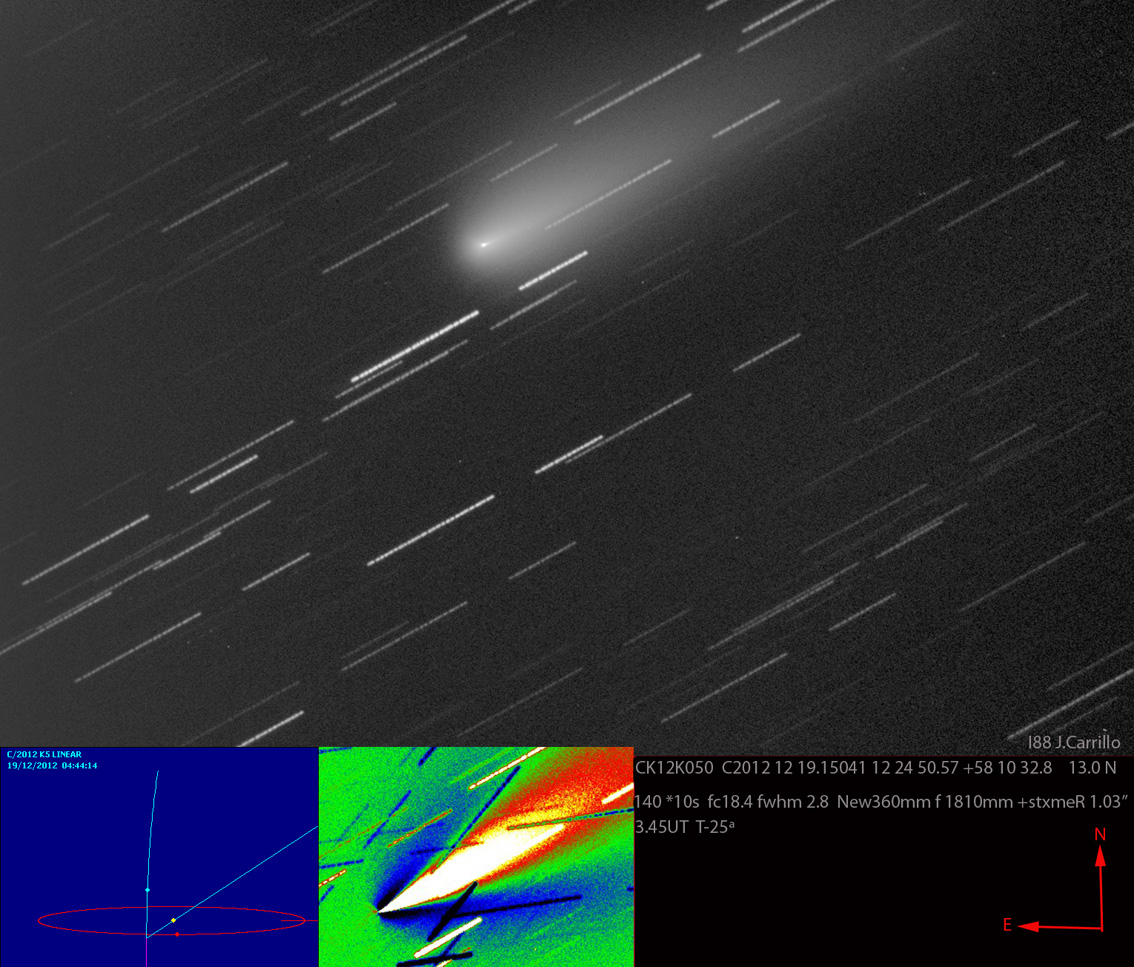 I88 J.Carrillo
C/2012 K5 LINEAR
19/12/2012 04:44:14
CK12K050 C2012 12 19.15041 12 24 50.57 +58 10 32.8 13.0 N
140 *10s fc18.4 fwhm 2.8 New360mm f 1810mm +stxmeR 1.03”
3.45UT T-25ª
N
E